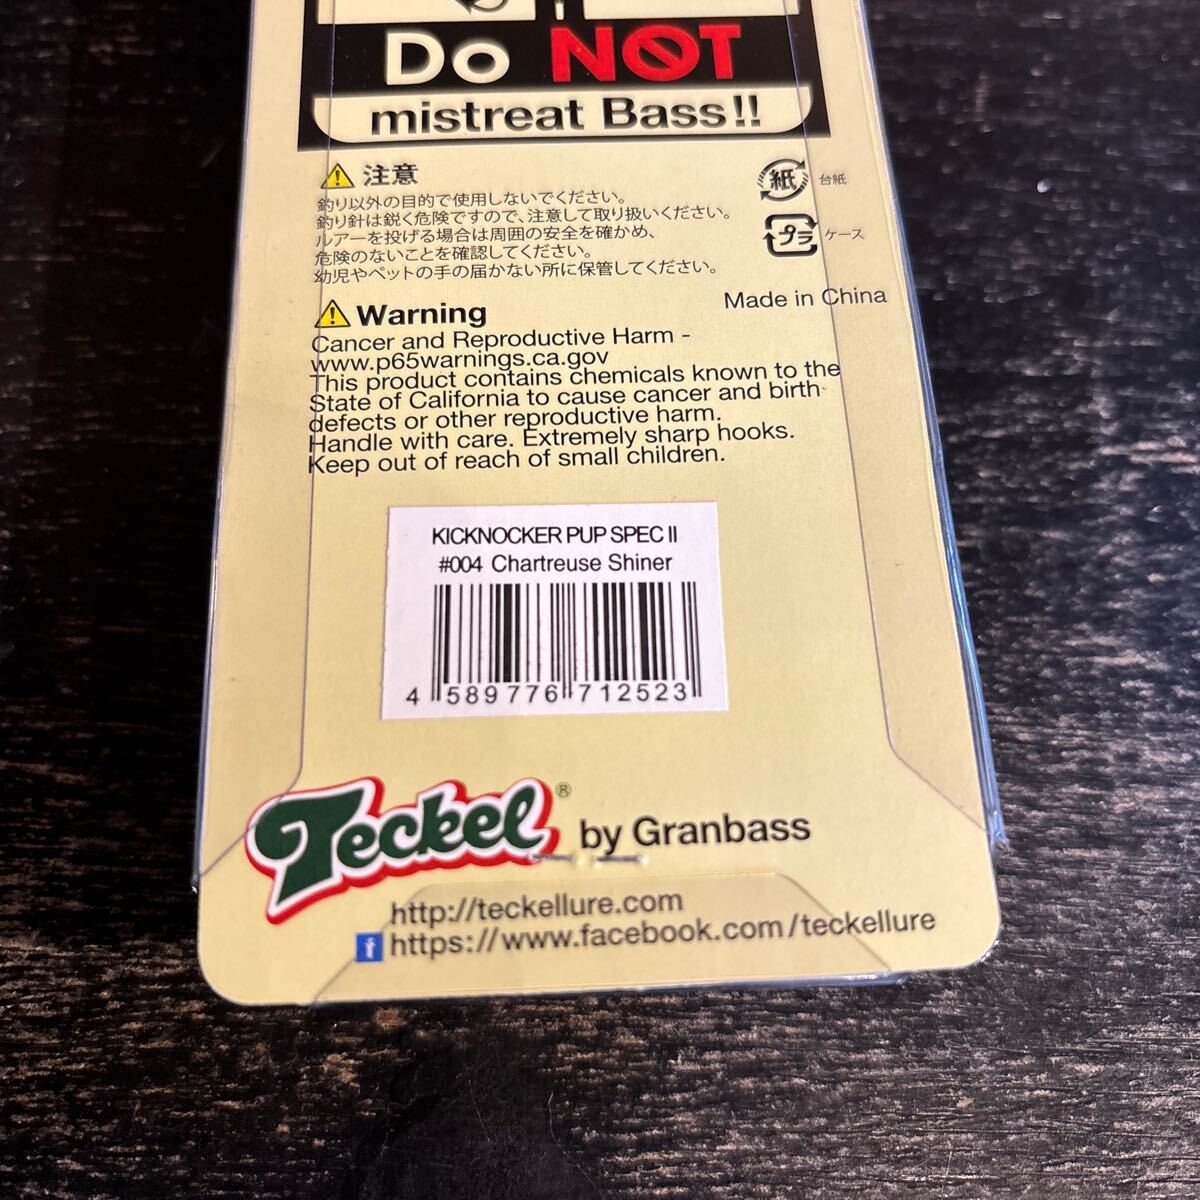 Do NOT
mistreat Bass!!
注意
釣り以外の目的で使用しないでください。
釣り針は鋭く危険ですので、注意して取り扱いください。
ルアーを投げる場合は周囲の安全を確かめ、
危険のないことを確認してください。
幼児やペットの手の届かない所に保管してください。
紙 台紙
プラ ケース
Made in China
Warning
Cancer and Reproductive Harm -
www.p65warnings.ca.gov
This product contains chemicals known to the
State of California to cause cancer and birth
defects or other reproductive harm.
Handle with care. Extremely sharp hooks.
Keep out of reach of small children.
KICKNOCKER PUP SPEC II
#004 Chartreuse Shiner
4 589776 712523
Teckel® by Granbass
http://teckellure.com
f https://www.facebook.com/teckellure